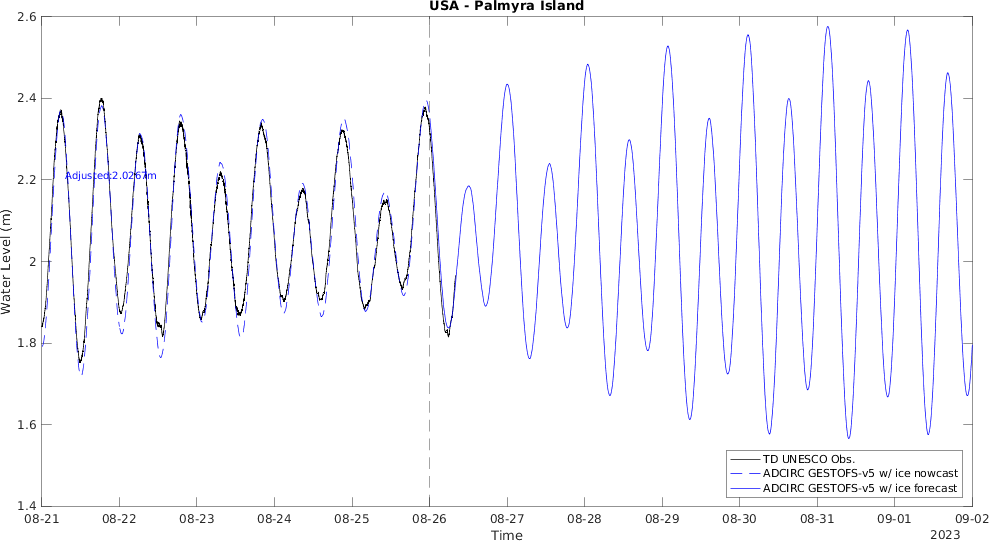 USA - Palmyra Island
2.6
2.4
2.2
2
1.8
1.6
1.4
Water Level (m)
Adjusted:2.0267m
TD UNESCO Obs.
ADCIRC GESTOFS-v5 w/ ice nowcast
ADCIRC GESTOFS-v5 w/ ice forecast
08-21 08-22 08-23 08-24 08-25 08-26 08-27 08-28 08-29 08-30 08-31 09-01 09-02
Time
2023